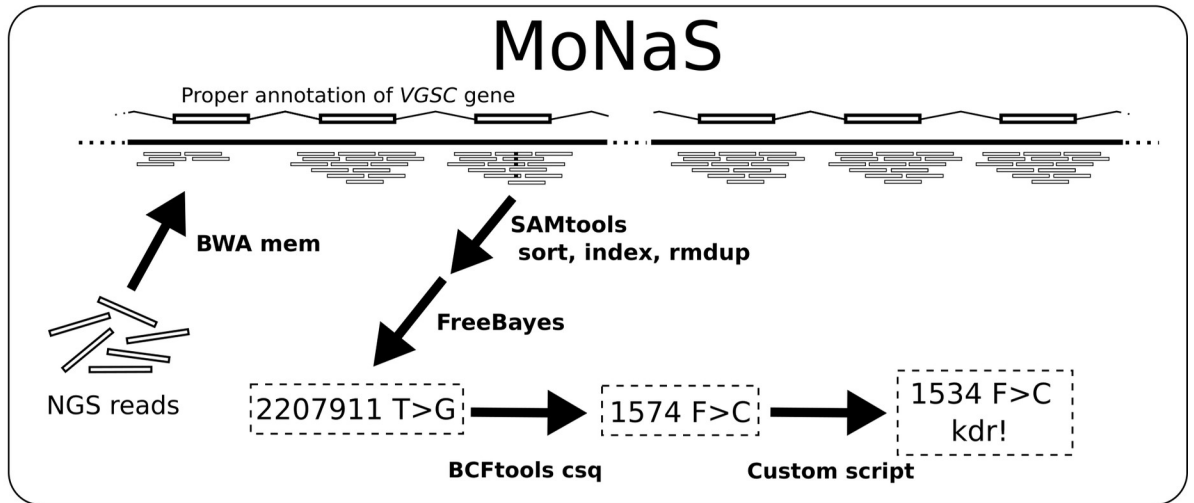 MoNaS
Proper annotation of VGSC gene
BWA mem
SAMtools
sort, index, rmdup
FreeBayes
NGS reads
2207911 T>G
1574 F>C
1534 F>C
kdr!
BCFtools csq
Custom script